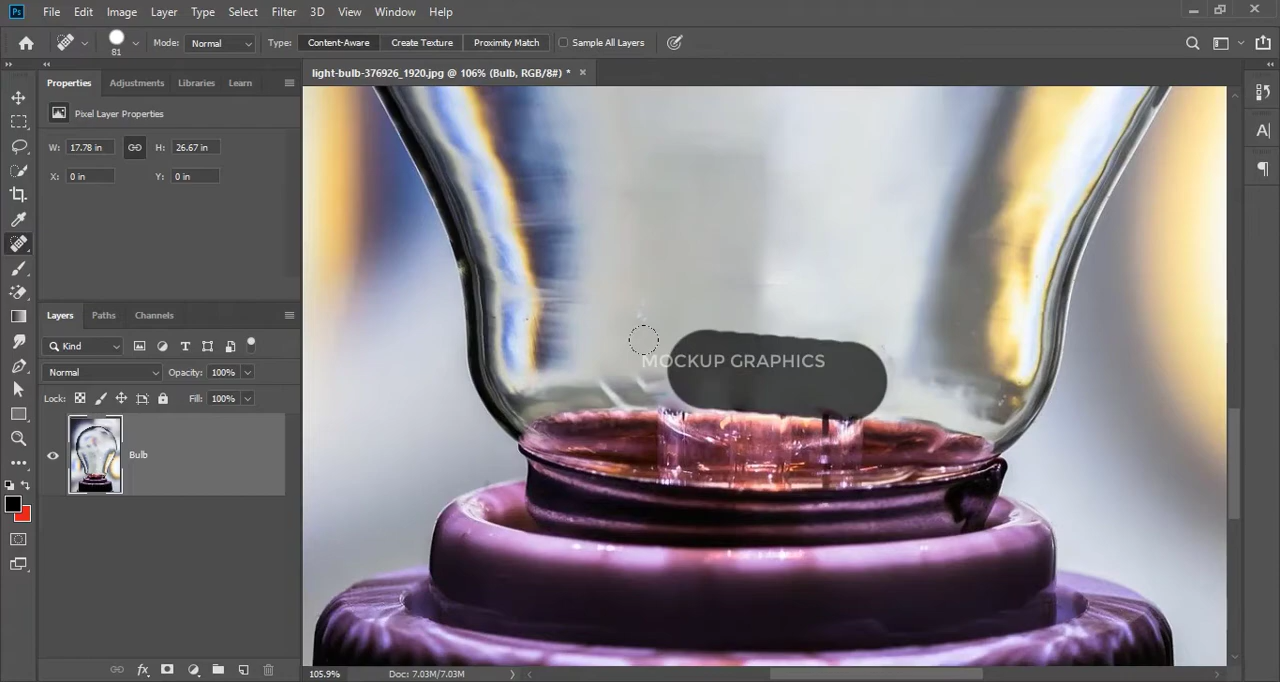 Ps File Edit Image Layer Type Select Filter 3D View Window Help
81 Mode: Normal Type: Content-Aware Create Texture Proximity Match Sample All Layers
Properties Adjustments Libraries Learn
light-bulb-376926_1920.jpg @ 106% (Bulb, RGB/8#) *
Pixel Layer Properties
W: 17.78 in H: 26.67 in
X: 0 in Y: 0 in
Layers Paths Channels
Kind
Normal Opacity: 100%
Lock: Fill: 100%
Bulb
MOCKUP GRAPHICS
105.9% Doc: 7.03M/7.03M